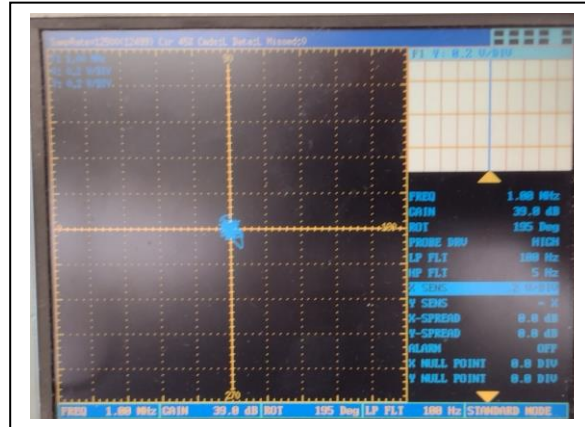 F1 Y: 0.2 V/DIV
90
180
270
FREQ 1.00 MHz
GAIN 39.0 dB
ROT 195 Deg
PROBE DRV HIGH
LP FLT 100 Hz
HP FLT 5 Hz
X SENS .2 V/DIV
Y SENS = X
X-SPREAD 0.0 dB
Y-SPREAD 0.0 dB
ALARM OFF
X NULL POINT 0.0 DIV
Y NULL POINT 0.0 DIV
FREQ 1.00 MHz GAIN 39.0 dB ROT 195 Deg LP FLT 100 Hz STANDARD MODE